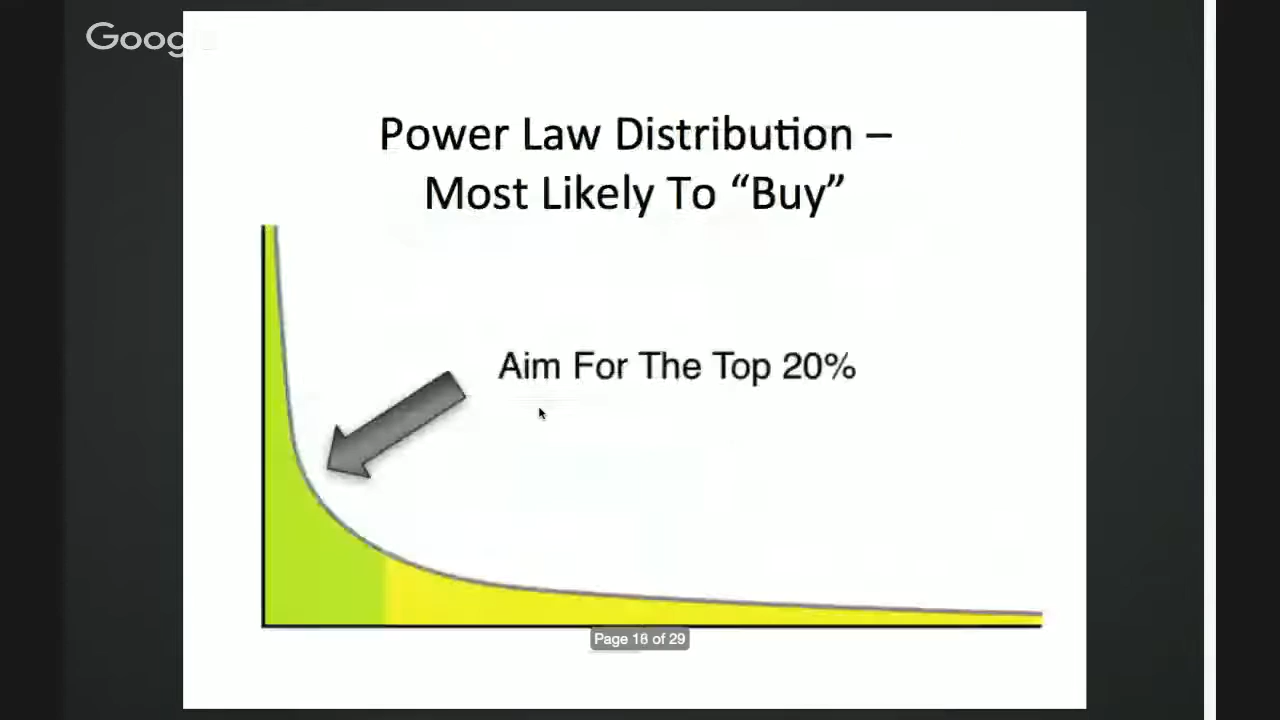 Power Law Distribution –
Most Likely To “Buy”
Aim For The Top 20%
Page 18 of 29